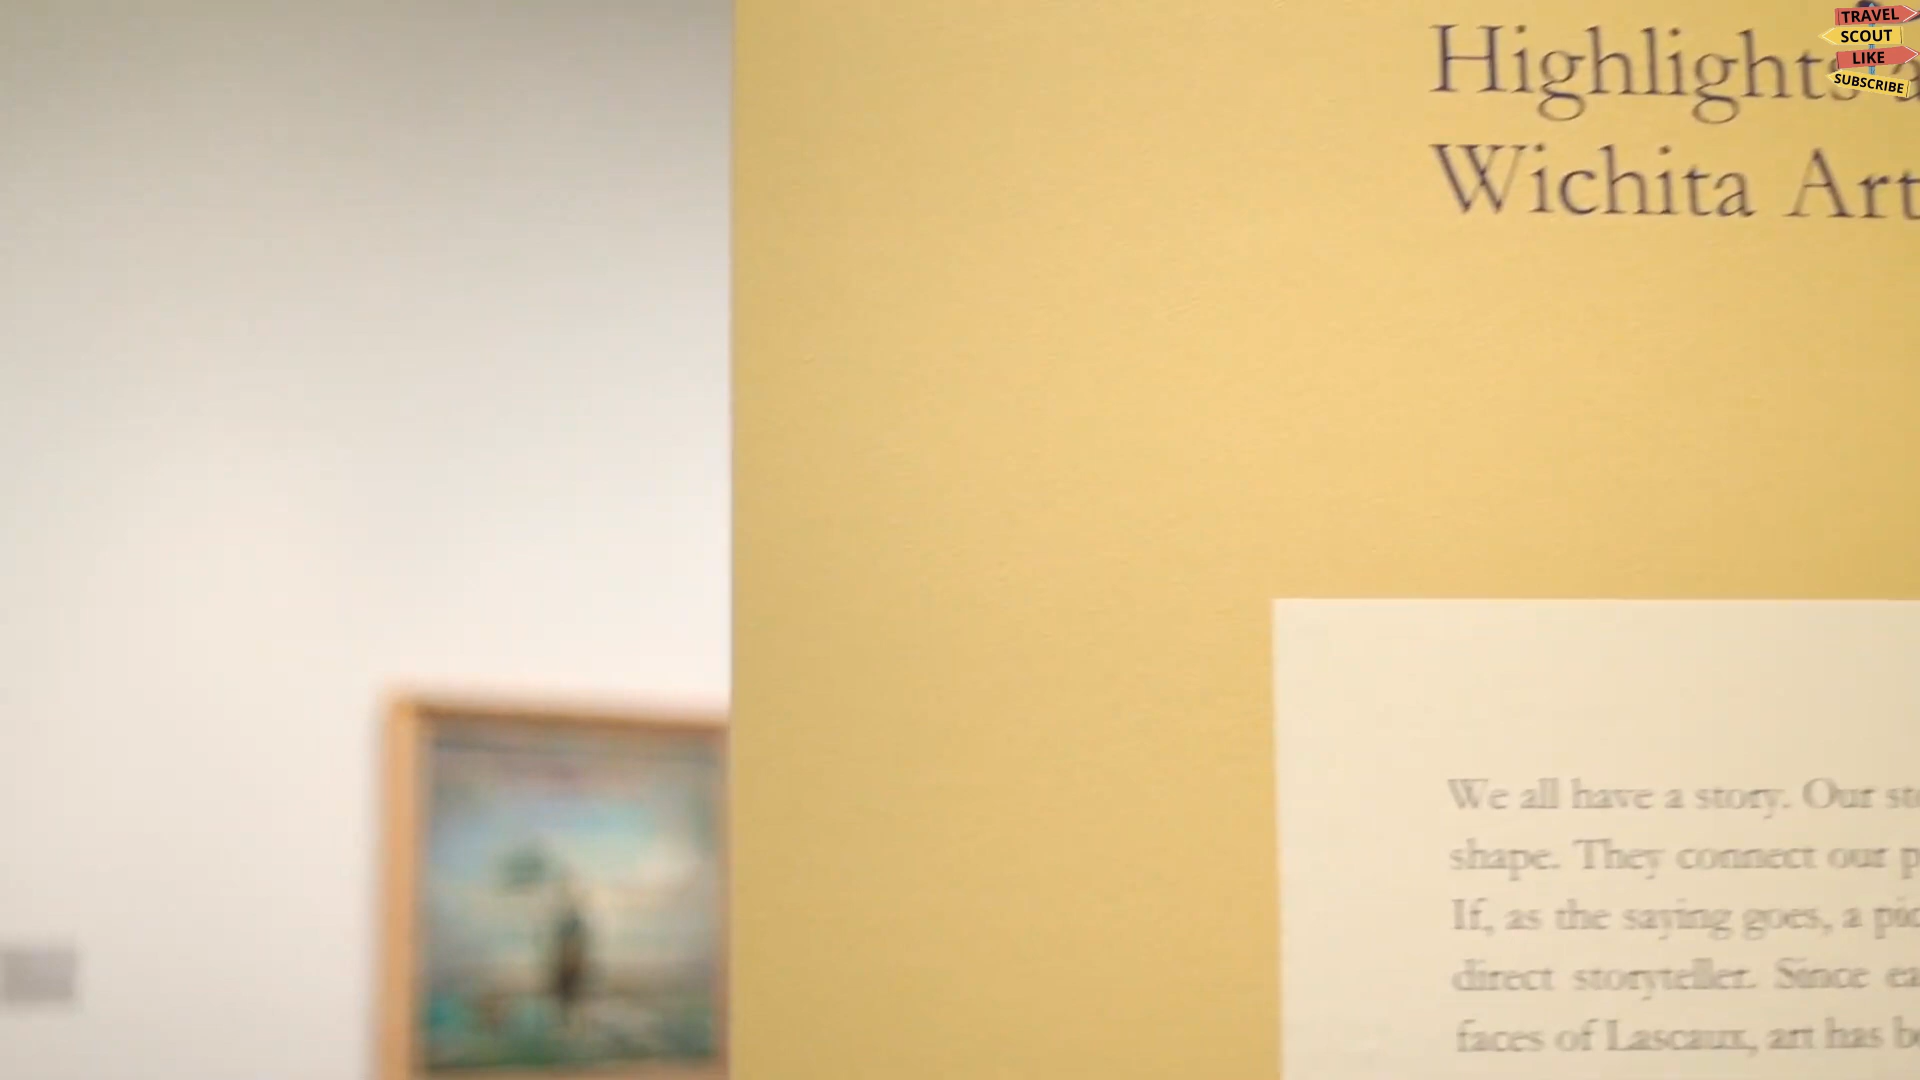 Highlights
Wichita Art
We all have a story. Our
shape. They connect our
If, as the saying goes, a
direct storyteller. Since
faces of Lascaux, art has
TRAVEL
SCOUT
LIKE
SUBSCRIBE